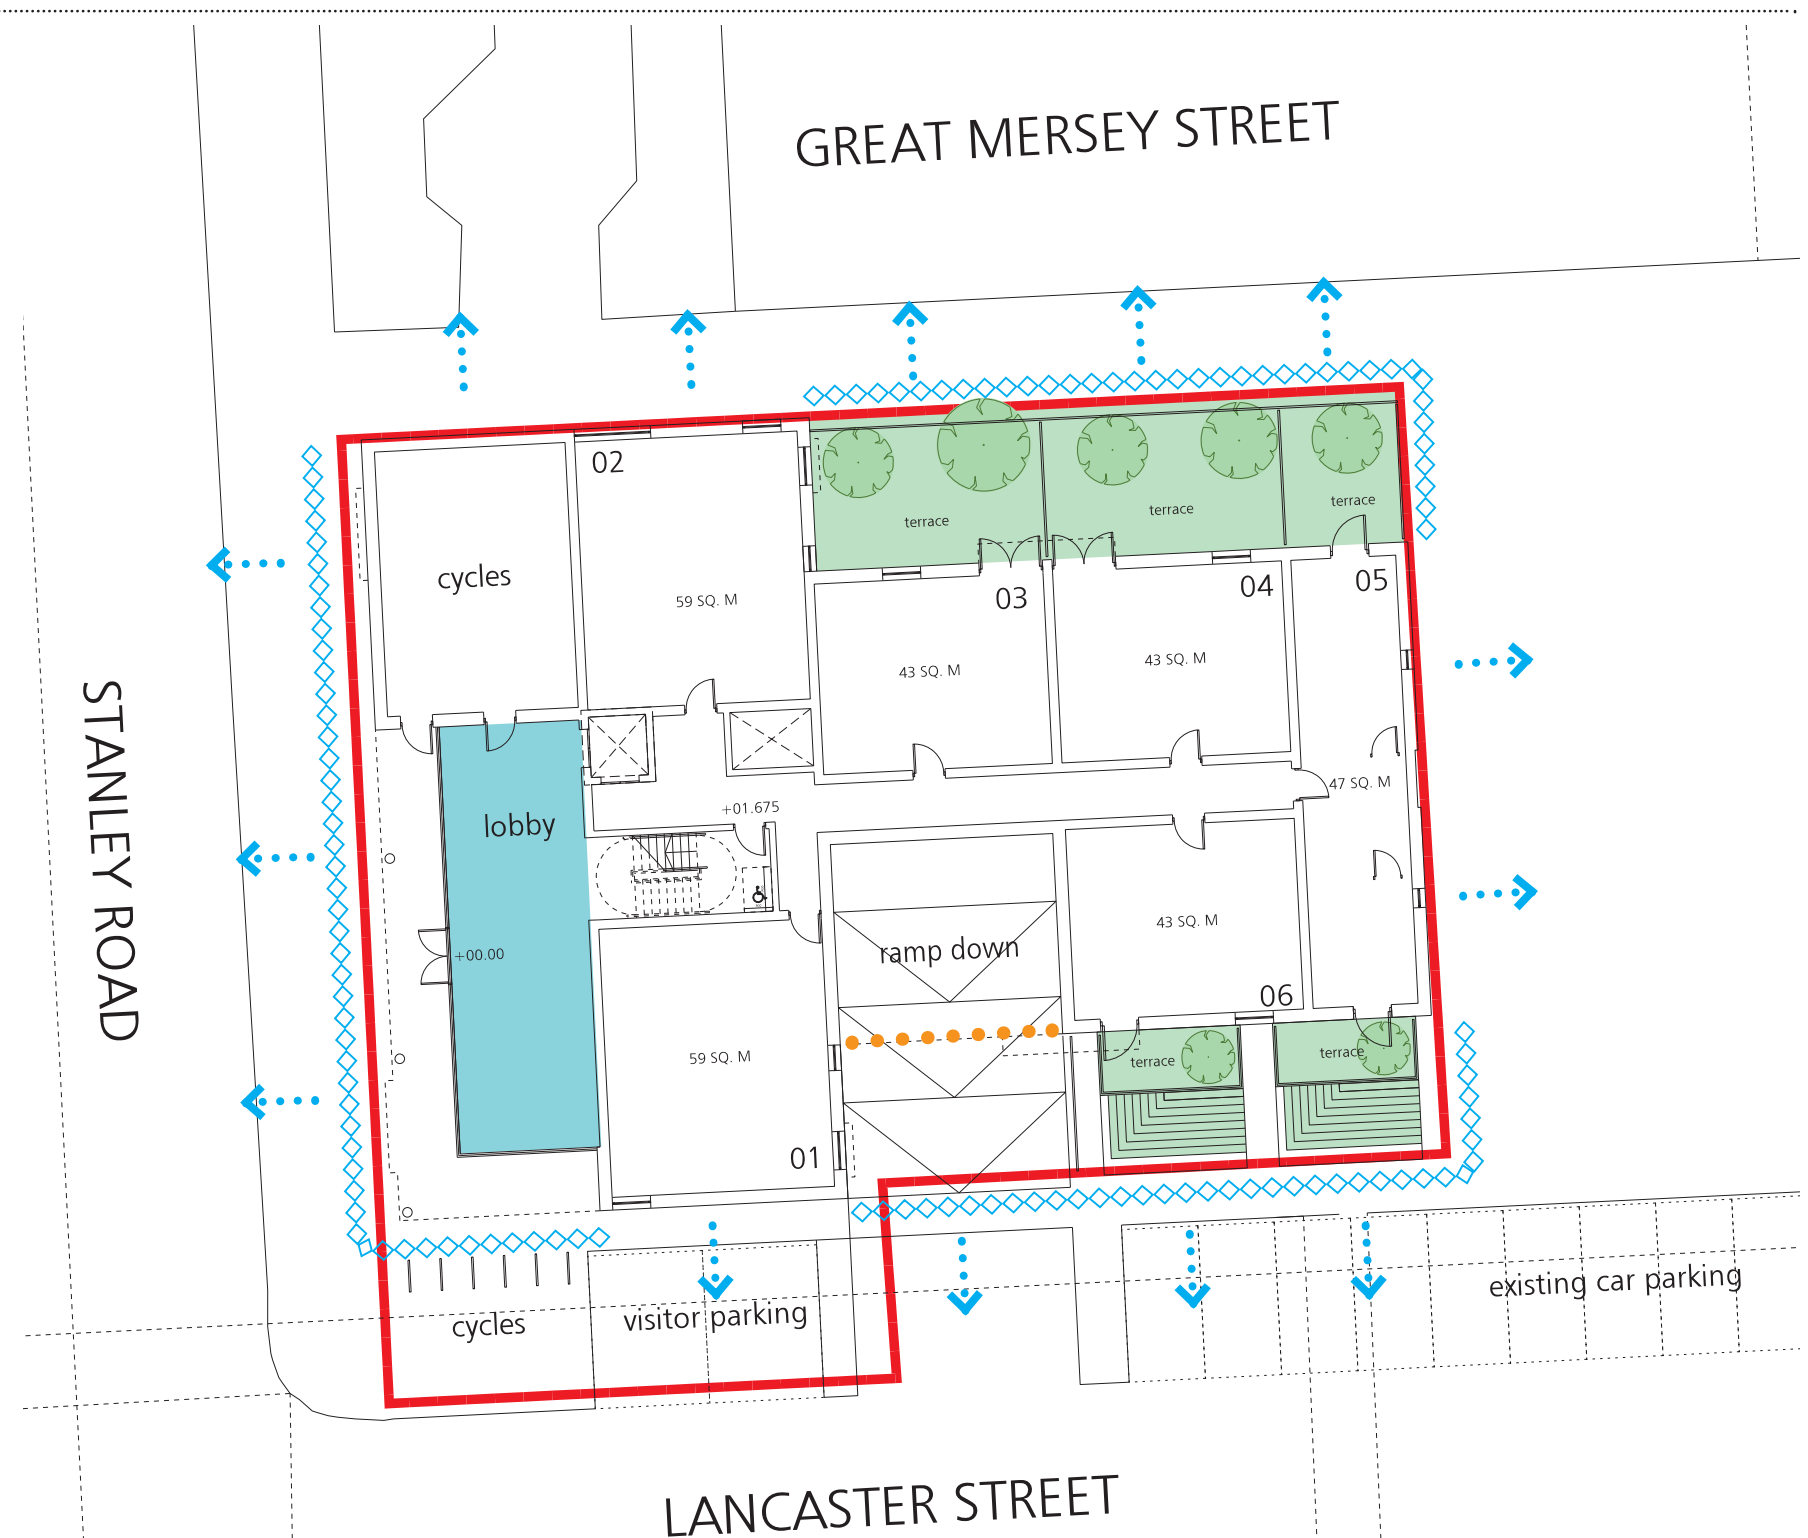 GREAT MERSEY STREET
02
terrace
terrace
terrace
cycles
59 SQ. M
03
04
05
43 SQ. M
43 SQ. M
STANLEY ROAD
47 SQ. M
lobby
+01.675
43 SQ. M
ramp down
+00.00
06
59 SQ. M
terrace
terrace
01
existing car parking
visitor parking
cycles
LANCASTER STREET